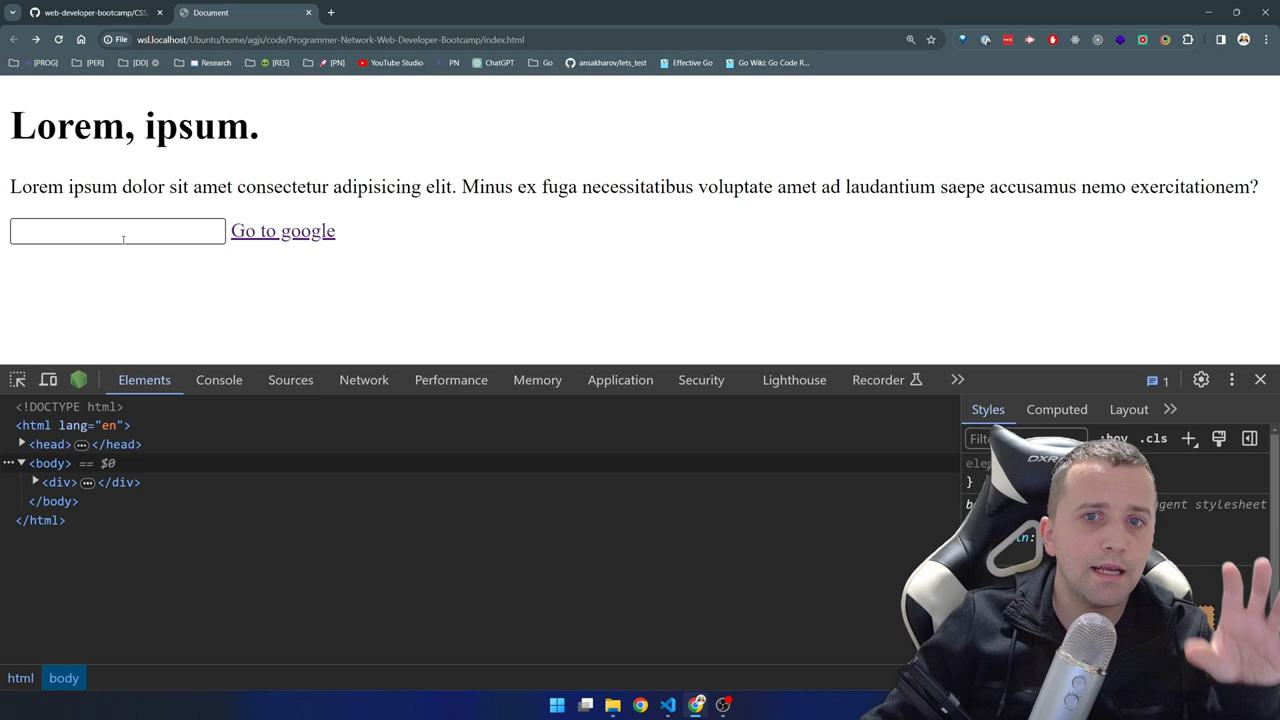 web-developer-bootcamp/CSS
Document
File
wsl.localhost/Ubuntu/home/agjs/code/Programmer-Network-Web-Developer-Bootcamp/index.html
[PROG] [PER] [DD] Research [RES] [PN] YouTube Studio PN ChatGPT Go ansakharov/lets_test Effective Go Go Wiki: Go Code R...
Lorem, ipsum.
Lorem ipsum dolor sit amet consectetur adipisicing elit. Minus ex fuga necessitatibus voluptate amet ad laudantium saepe accusamus nemo exercitationem?
Go to google
Elements Console Sources Network Performance Memory Application Security Lighthouse Recorder 1
Styles Computed Layout
<!DOCTYPE html>
<html lang="en">
<head> … </head>
<body> == $0
<div> … </div>
</body>
</html>
:hov .cls
}
stylesheet
DXR
html body